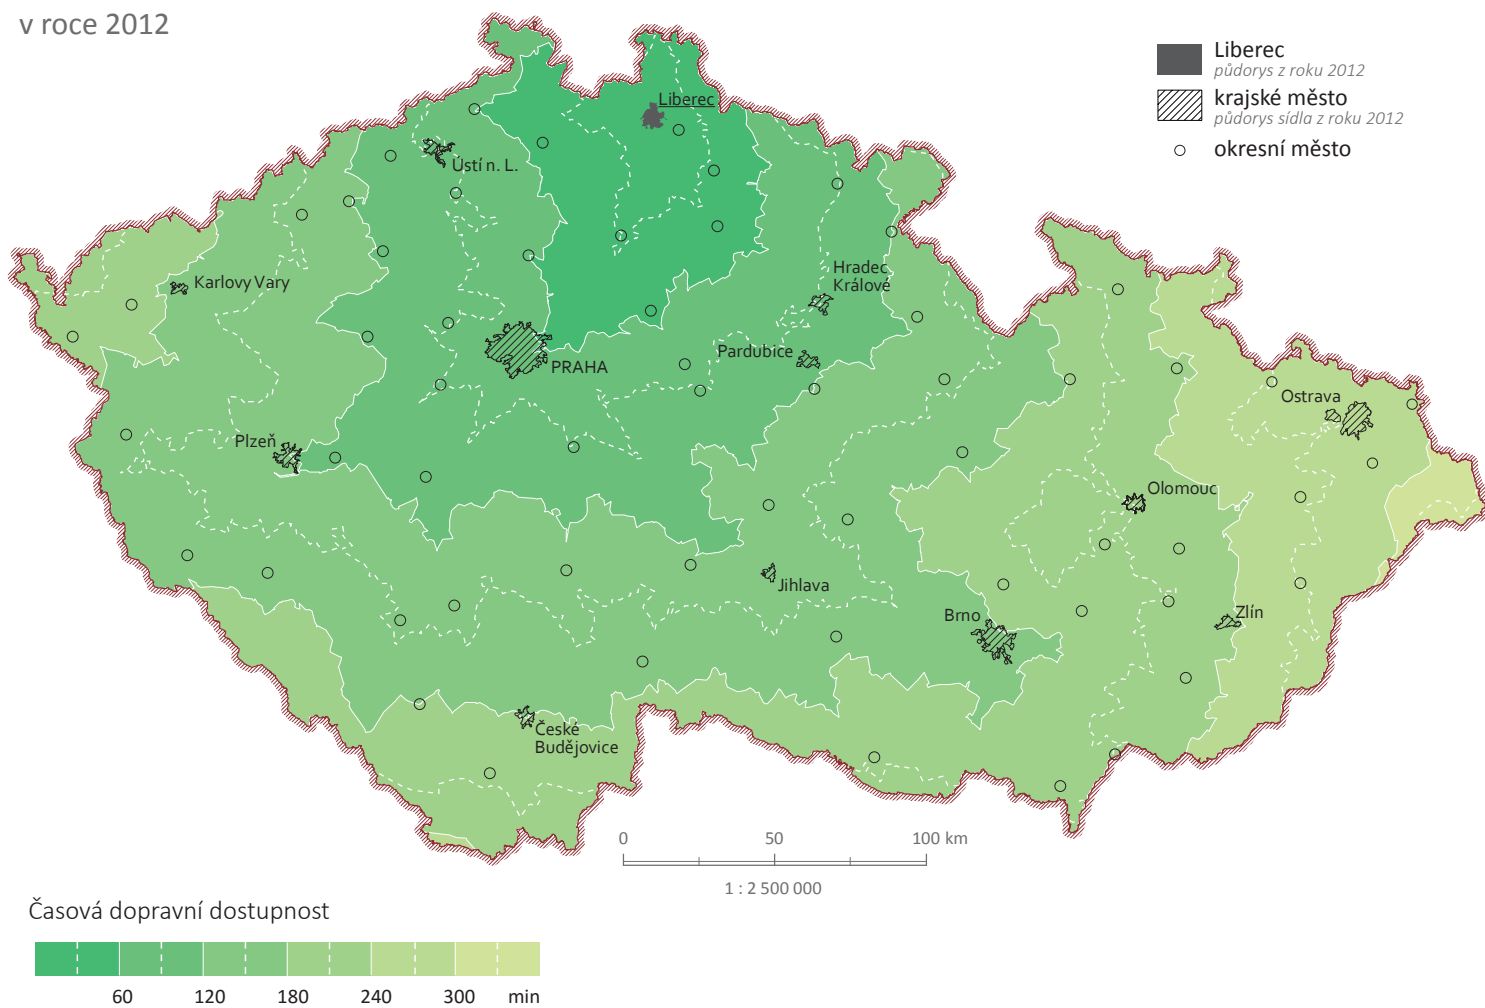 v roce 2012
Liberec
půdorys z roku 2012
krajské město
půdorys sídla z roku 2012
okresní město
Liberec
Ústí n. L.
Karlovy Vary
Hradec
Králové
Pardubice
PRAHA
Ostrava
Plzeň
Olomouc
Jihlava
Brno
Zlín
České
Budějovice
0 50 100 km
1 : 2 500 000
Časová dopravní dostupnost
60 120 180 240 300 min